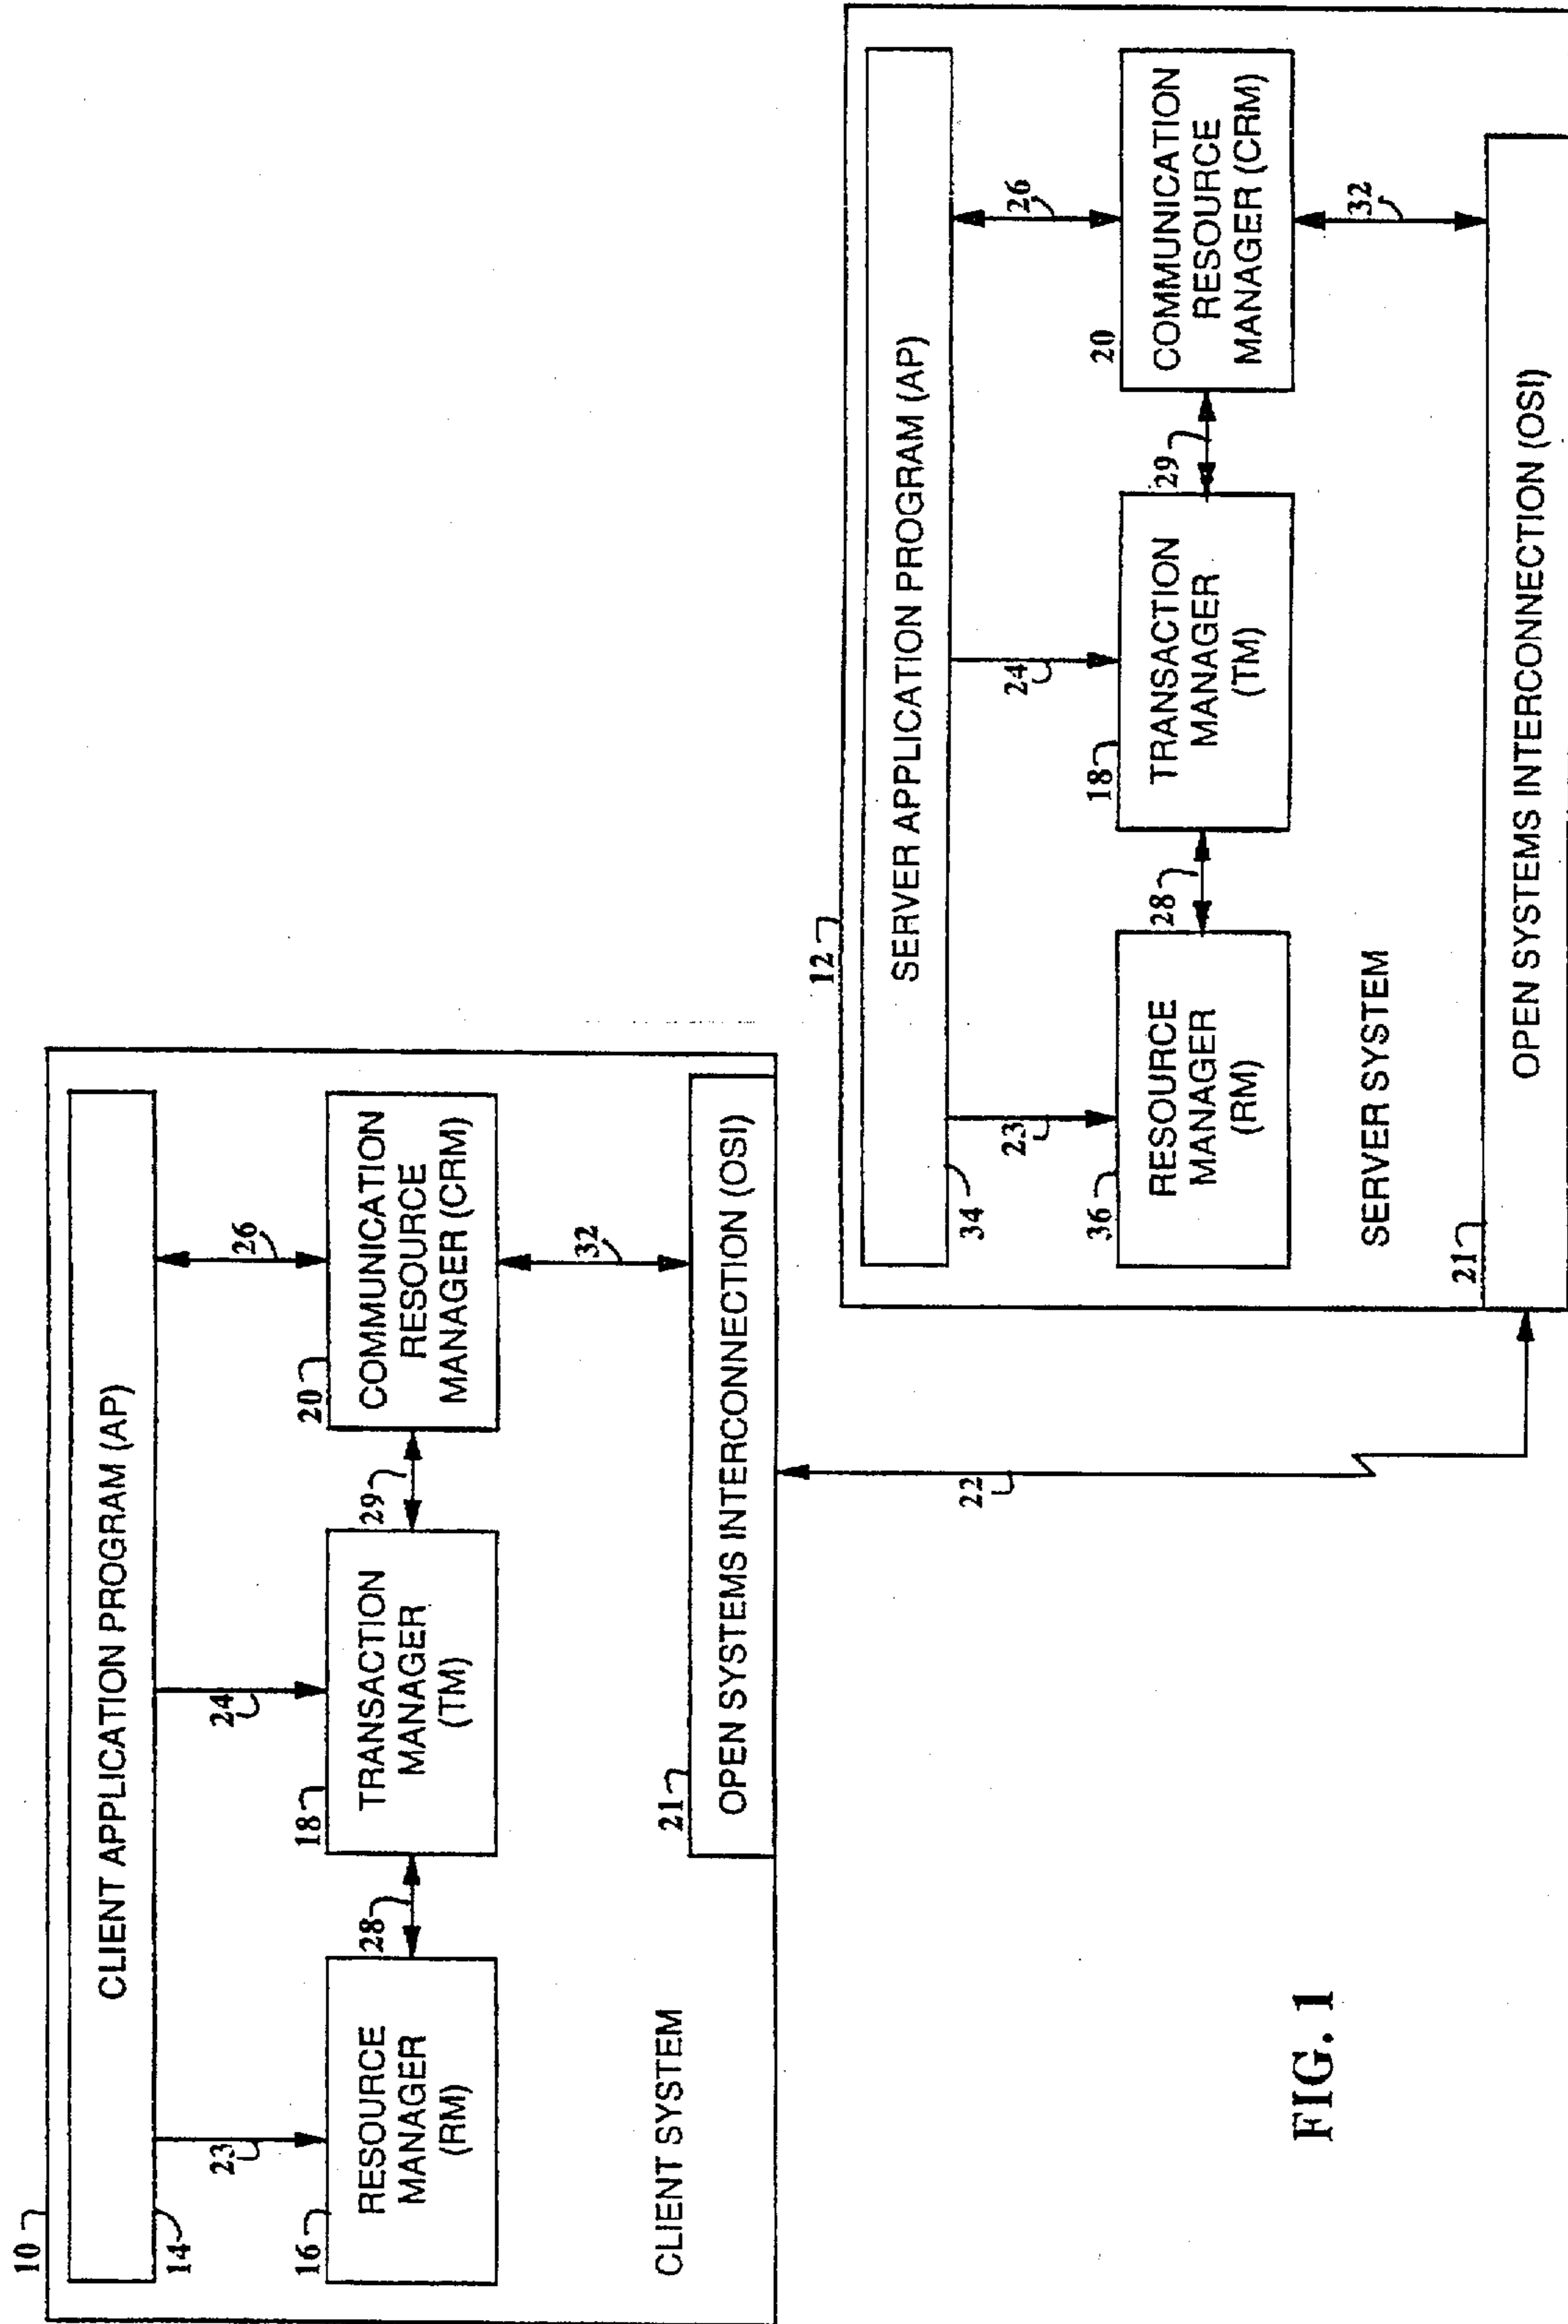 10
CLIENT APPLICATION PROGRAM (AP)
14
23
24
26
16
RESOURCE
MANAGER
(RM)
28
18
TRANSACTION
MANAGER
(TM)
29
20
COMMUNICATION
RESOURCE
MANAGER (CRM)
32
CLIENT SYSTEM
21
OPEN SYSTEMS INTERCONNECTION (OSI)
22
12
SERVER APPLICATION PROGRAM (AP)
34
23
24
26
36
RESOURCE
MANAGER
(RM)
28
18
TRANSACTION
MANAGER
(TM)
29
20
COMMUNICATION
RESOURCE
MANAGER (CRM)
32
SERVER SYSTEM
21
OPEN SYSTEMS INTERCONNECTION (OSI)
FIG. 1